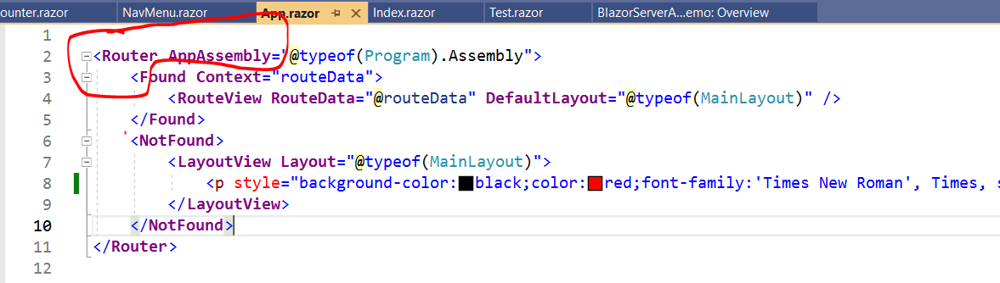 ounter.razor NavMenu.razor App.razor Index.razor Test.razor BlazorServerA...emo: Overview
1
2 <Router AppAssembly="@typeof(Program).Assembly">
3 <Found Context="routeData">
4 <RouteView RouteData="@routeData" DefaultLayout="@typeof(MainLayout)" />
5 </Found>
6 <NotFound>
7 <LayoutView Layout="@typeof(MainLayout)">
8 <p style="background-color:black;color:red;font-family:'Times New Roman', Times, s
9 </LayoutView>
10 </NotFound>
11 </Router>
12